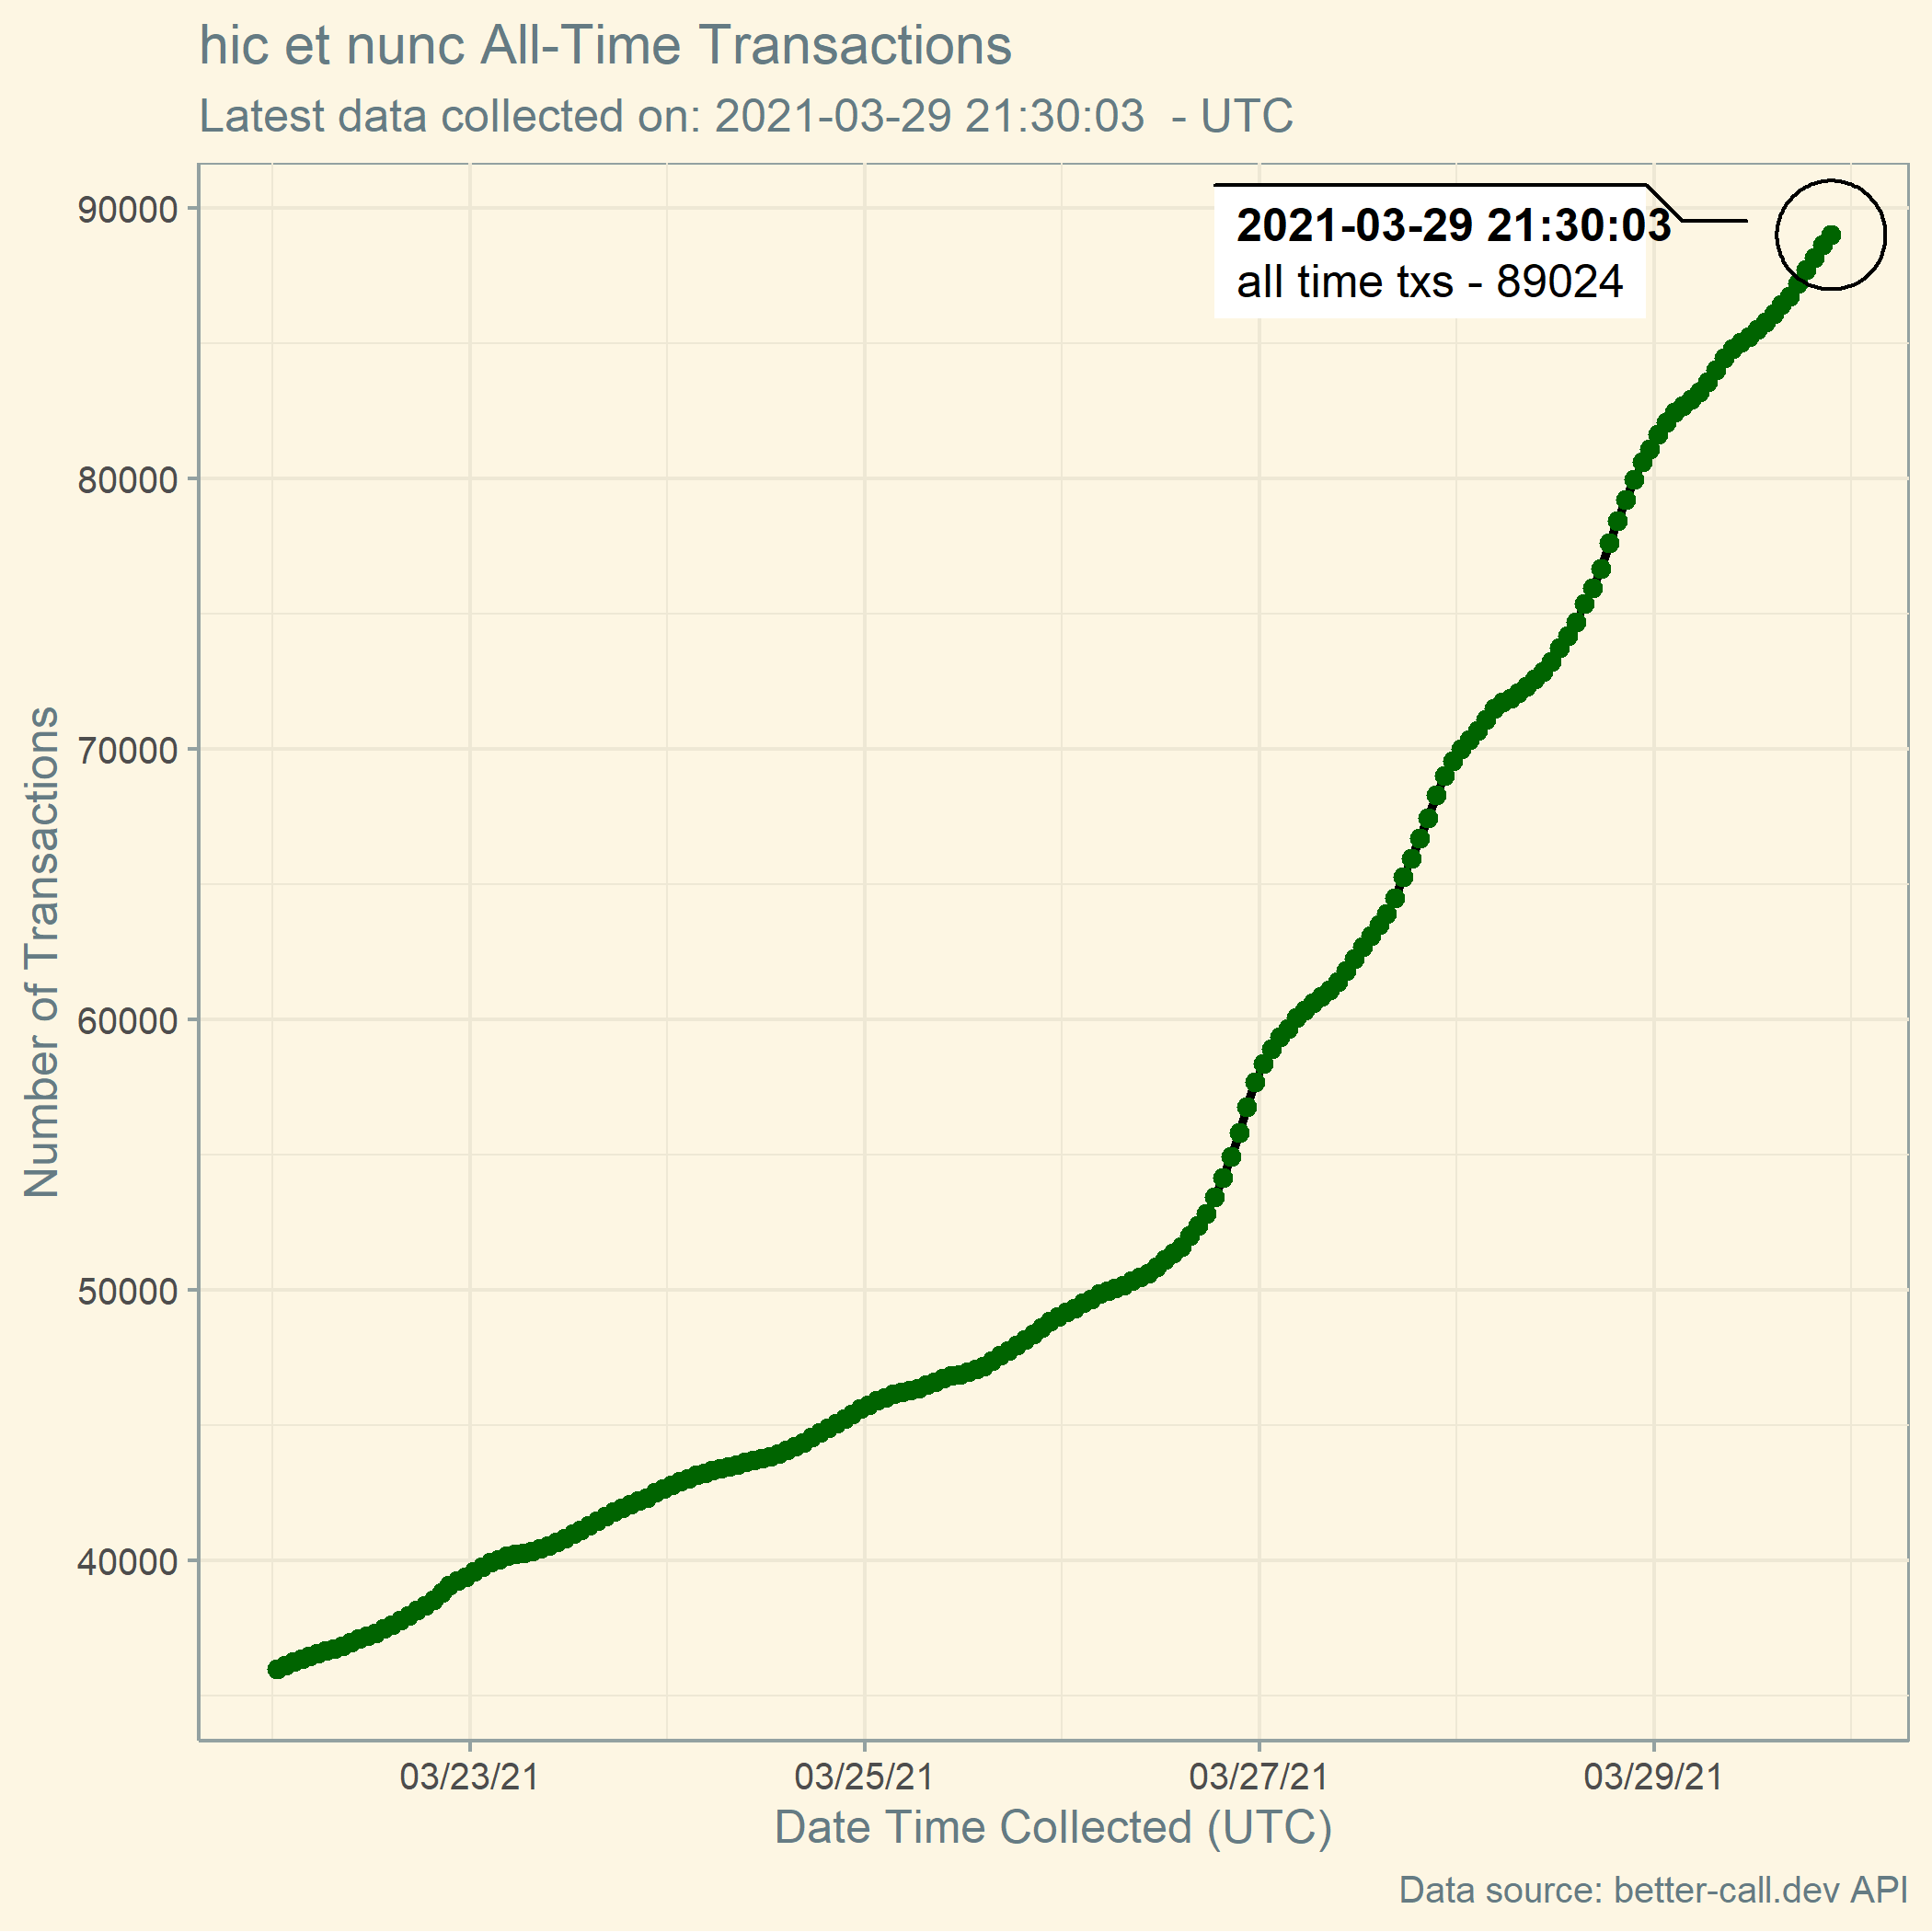 hic et nunc All-Time Transactions
Latest data collected on: 2021-03-29 21:30:03  - UTC
2021-03-29 21:30:03
all time txs - 89024
Number of Transactions
90000
80000
70000
60000
50000
40000
03/23/21
03/25/21
03/27/21
03/29/21
Date Time Collected (UTC)
Data source: better-call.dev API